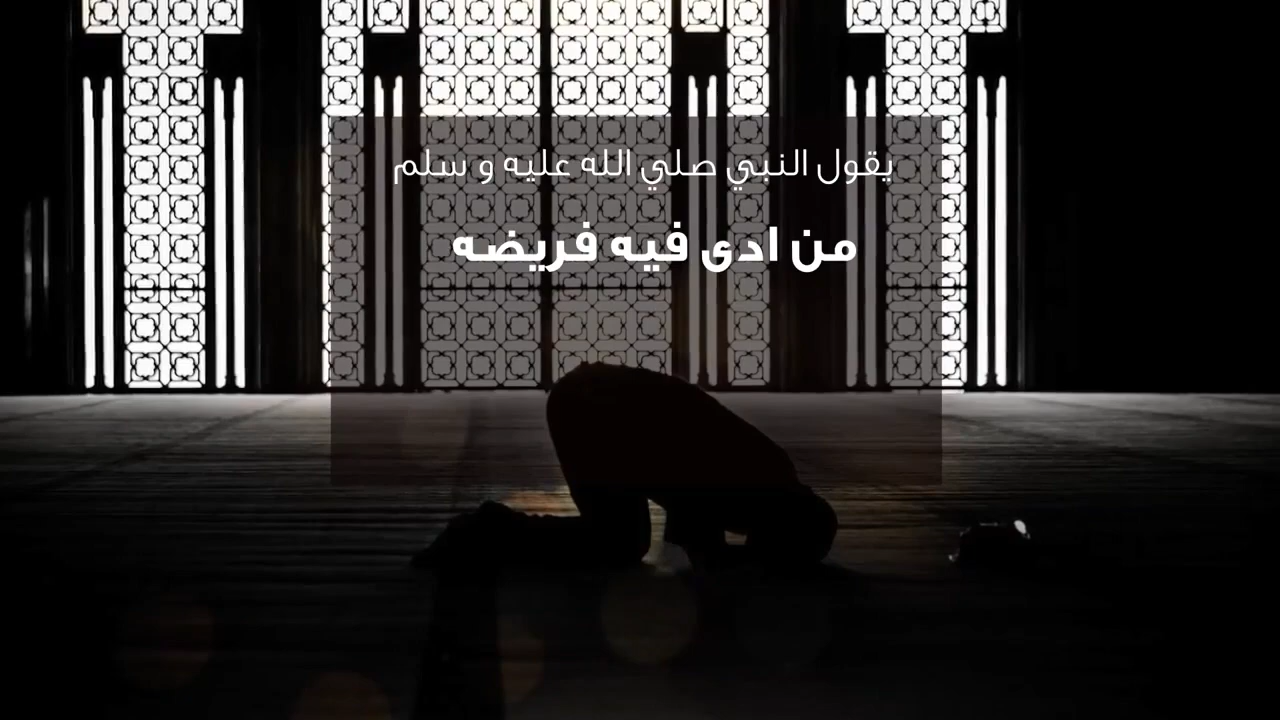 يقول النبي صلي الله عليه و سلم
من ادى فيه فريضه